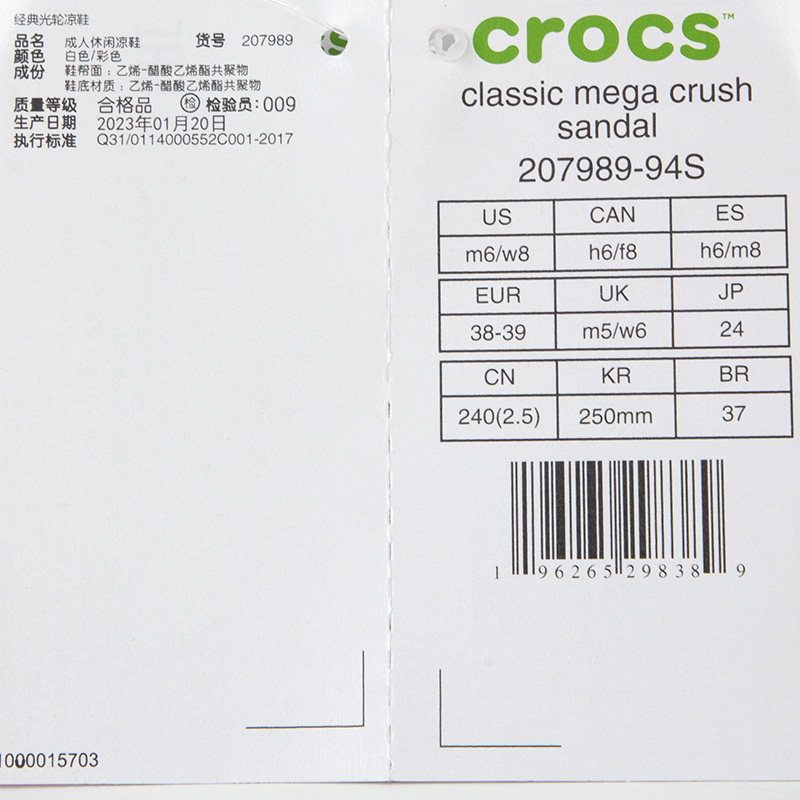 经典光轮凉鞋
品名 成人休闲凉鞋 货号 207989
颜色 白色/彩色
成份 鞋帮面：乙烯-醋酸乙烯酯共聚物
鞋底材质：乙烯-醋酸乙烯酯共聚物
质量等级 合格品 检 检验员：009
生产日期 2023年01月20日
执行标准 Q31/0114000552C001-2017
1000015703
crocs™
classic mega crush
sandal
207989-94S
US CAN ES
m6/w8 h6/f8 h6/m8
EUR UK JP
38-39 m5/w6 24
CN KR BR
240(2.5) 250mm 37
1 96265 29838 9